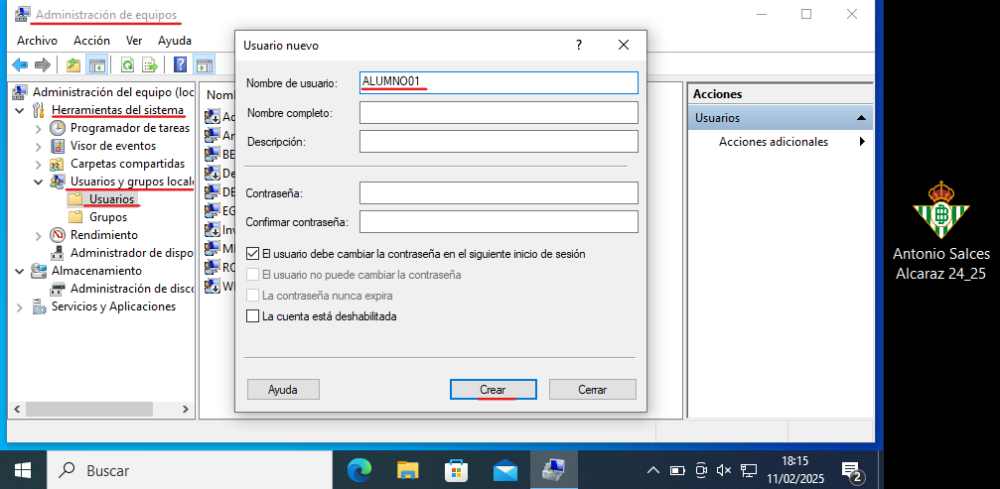 Administración de equipos
Archivo Acción Ver Ayuda
Administración del equipo (loc
Herramientas del sistema
Programador de tareas
Visor de eventos
Carpetas compartidas
Usuarios y grupos locale
Usuarios
Grupos
Rendimiento
Administrador de dispo
Almacenamiento
Administración de disco
Servicios y Aplicaciones
Nom
Ad
An
BE
De
DE
EG
Inv
MI
RO
W
Usuario nuevo
Nombre de usuario: ALUMNO01
Nombre completo:
Descripción:
Contraseña:
Confirmar contraseña:
El usuario debe cambiar la contraseña en el siguiente inicio de sesión
El usuario no puede cambiar la contraseña
La contraseña nunca expira
La cuenta está deshabilitada
Ayuda Crear Cerrar
Acciones
Usuarios
Acciones adicionales
Antonio Salces
Alcaraz 24_25
Buscar
18:15
11/02/2025
2